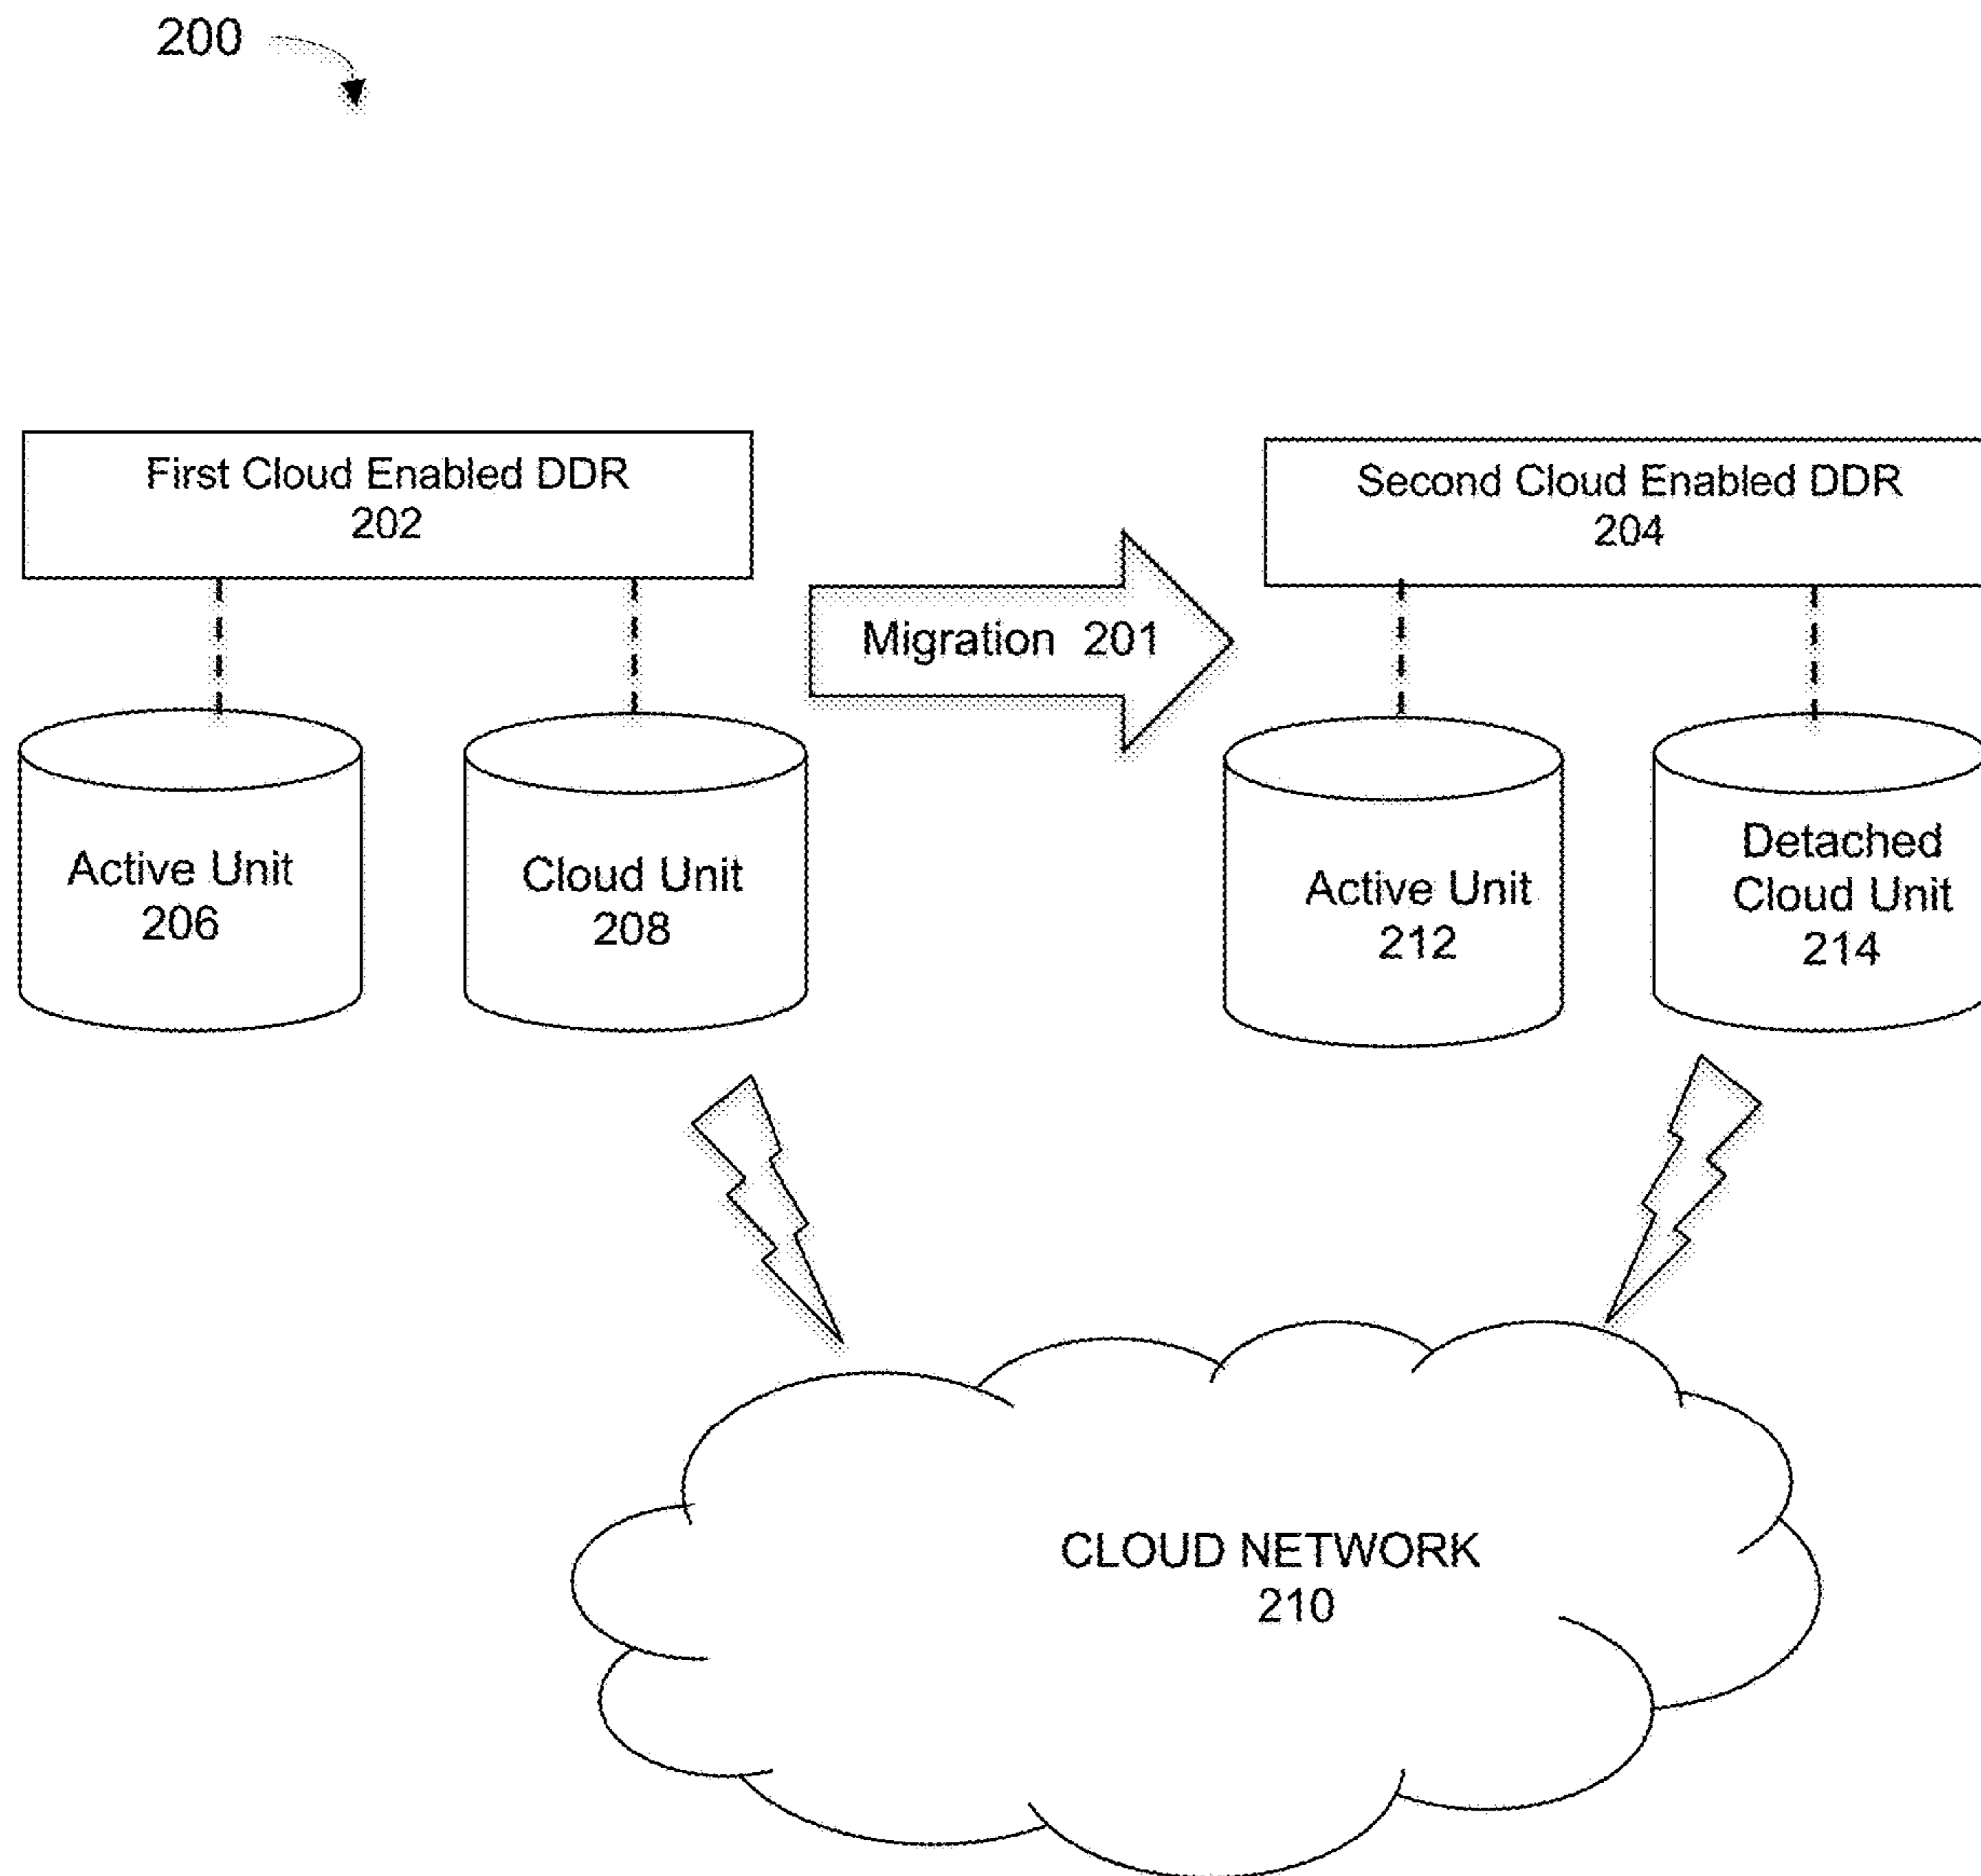 200
First Cloud Enabled DDR
202
Second Cloud Enabled DDR
204
Migration 201
Active Unit
206
Cloud Unit
208
Active Unit
212
Detached
Cloud Unit
214
CLOUD NETWORK
210